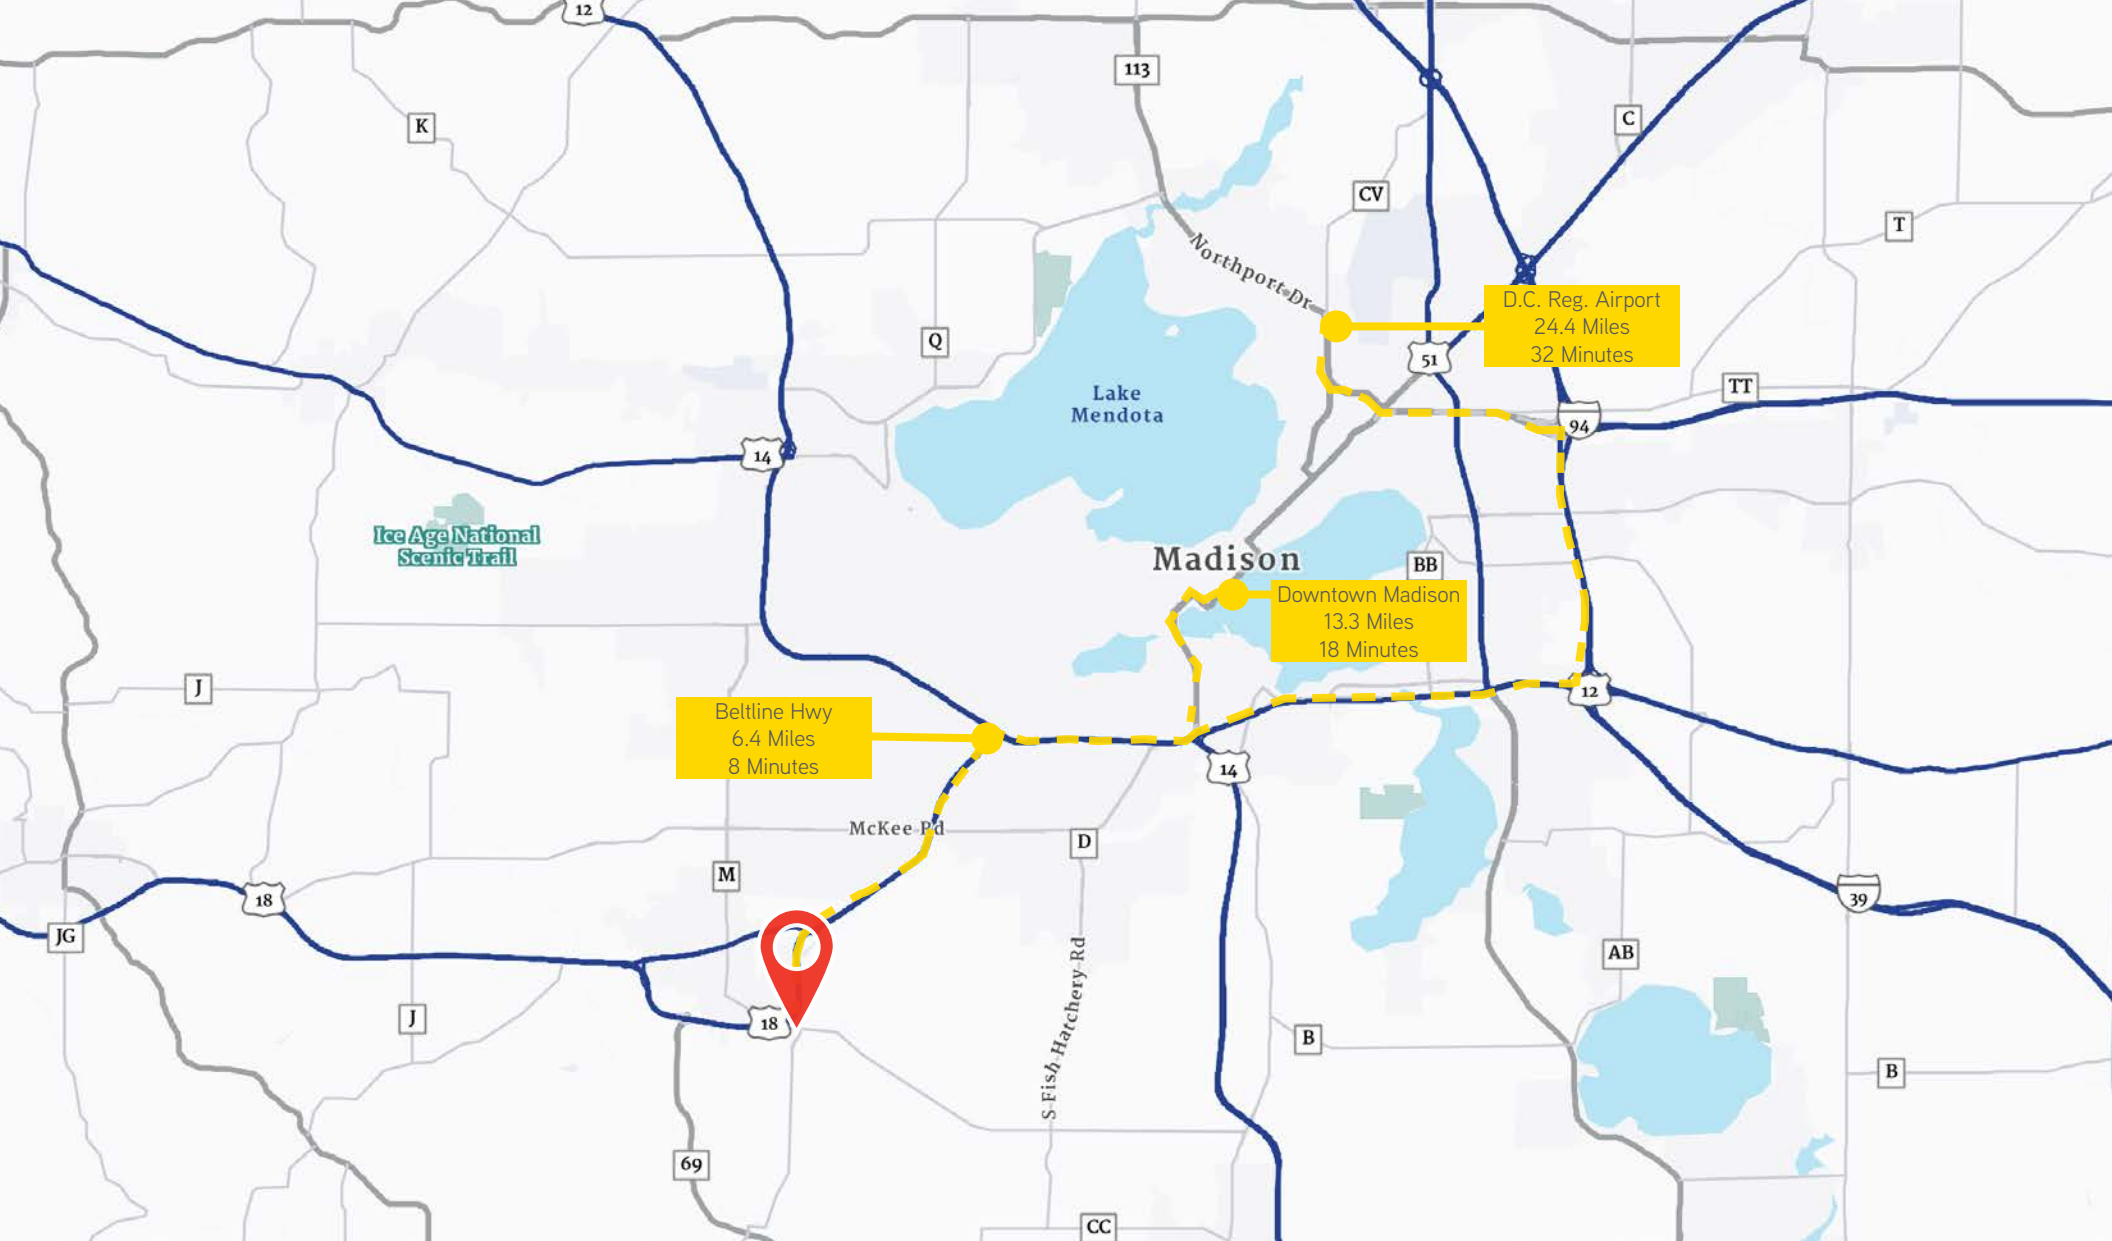 12
113
K
C
CV
T
Northport Dr
D.C. Reg. Airport
24.4 Miles
32 Minutes
Q
51
TT
Lake
Mendota
94
14
Ice Age National
Scenic Trail
Madison
BB
Downtown Madison
13.3 Miles
18 Minutes
J
12
Beltline Hwy
6.4 Miles
8 Minutes
14
McKee Rd
D
M
18
39
JG
AB
S Fish Hatchery Rd
J
18
B
B
69
CC